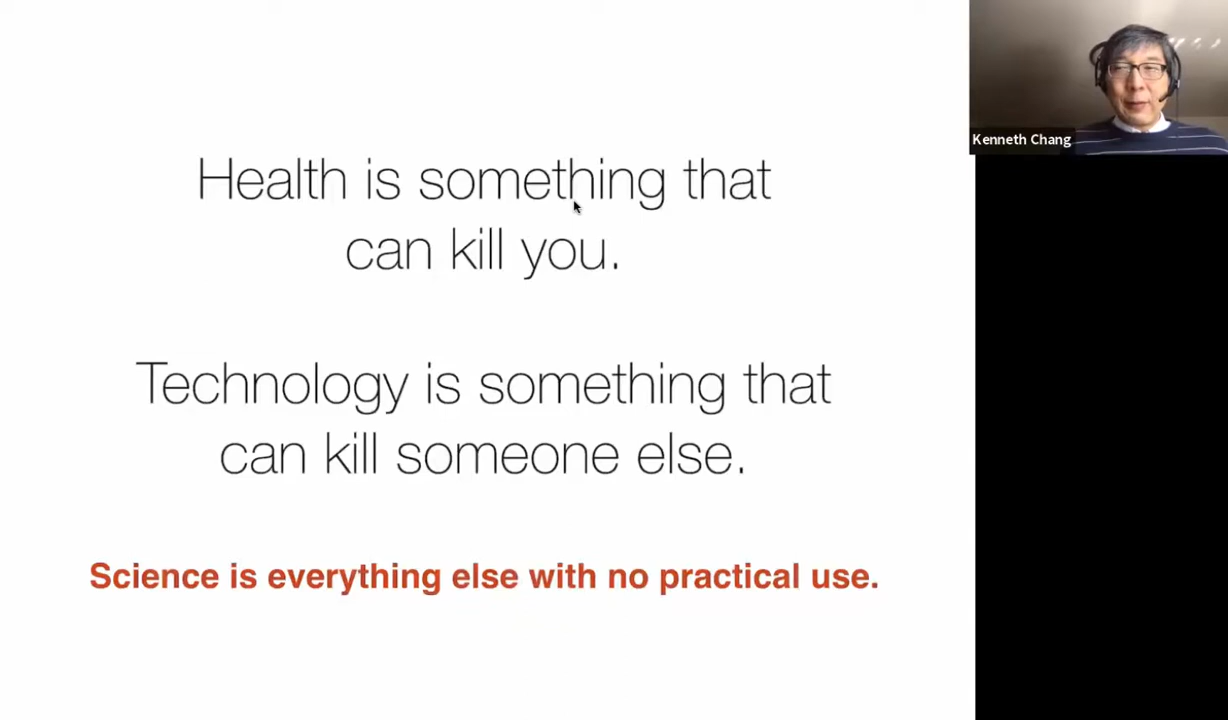 Health is something that
can kill you.
Technology is something that
can kill someone else.
Science is everything else with no practical use.
Kenneth Chang